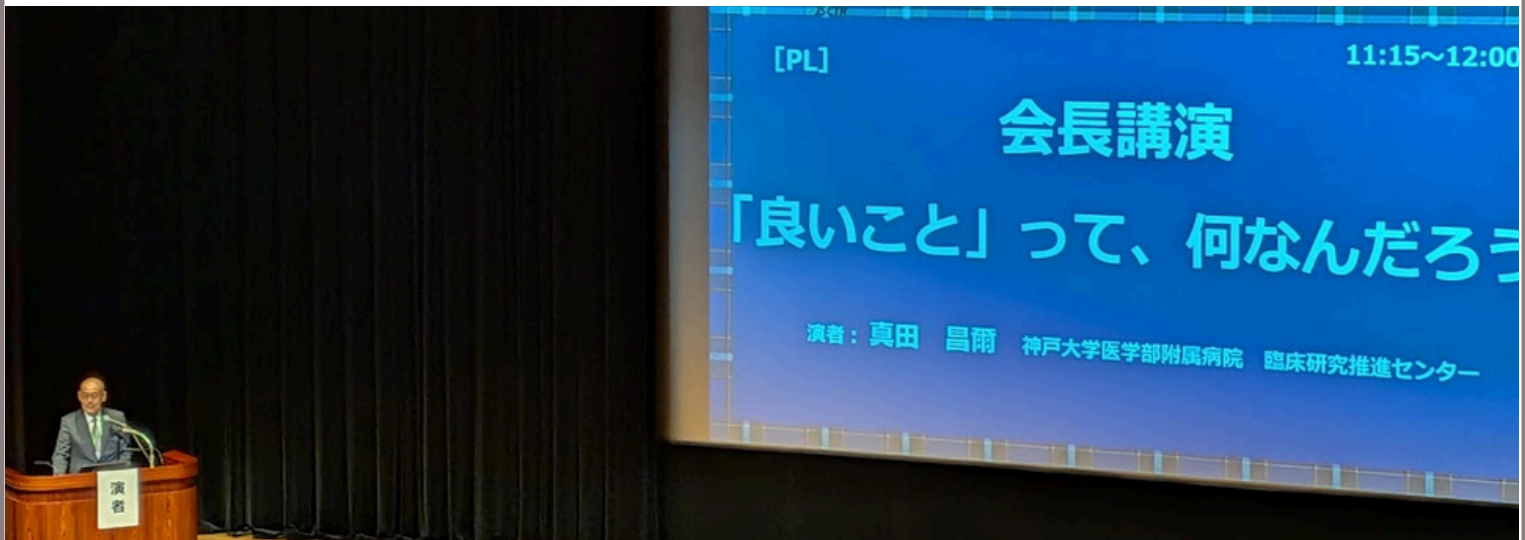 [PL]
11:15～12:00
会長講演
「良いこと」って、何なんだろう
演者： 真田　昌爾　神戸大学医学部附属病院　臨床研究推進センター
演者